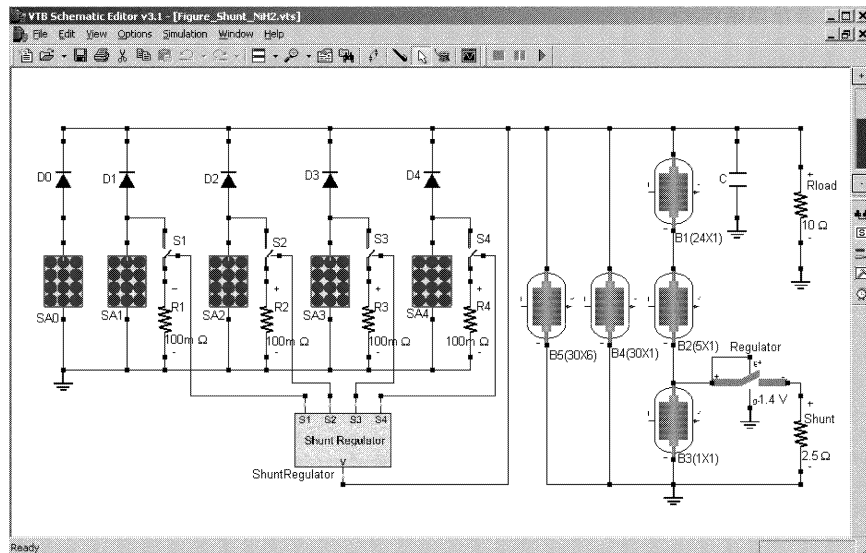 VTB Schematic Editor v3.1 - [Figure_Shunt_NiH2.vts]
File Edit View Options Simulation Window Help
D0 D1 D2 D3 D4
S1 S2 S3 S4
B1(24X1) C + Rload
10 Ω
-
SA0 SA1 SA2 SA3 SA4
- R1 + R2 + R3 + R4
100m Ω 100m Ω 100m Ω 100m Ω
- - - -
B5(30X6) B4(30X1) B2(5X1)
Regulator
1.4 V
S1 S2 S3 S4
Shunt Regulator
V
ShuntRegulator
B3(1X1)
+ Shunt
2.5 Ω
-
Ready